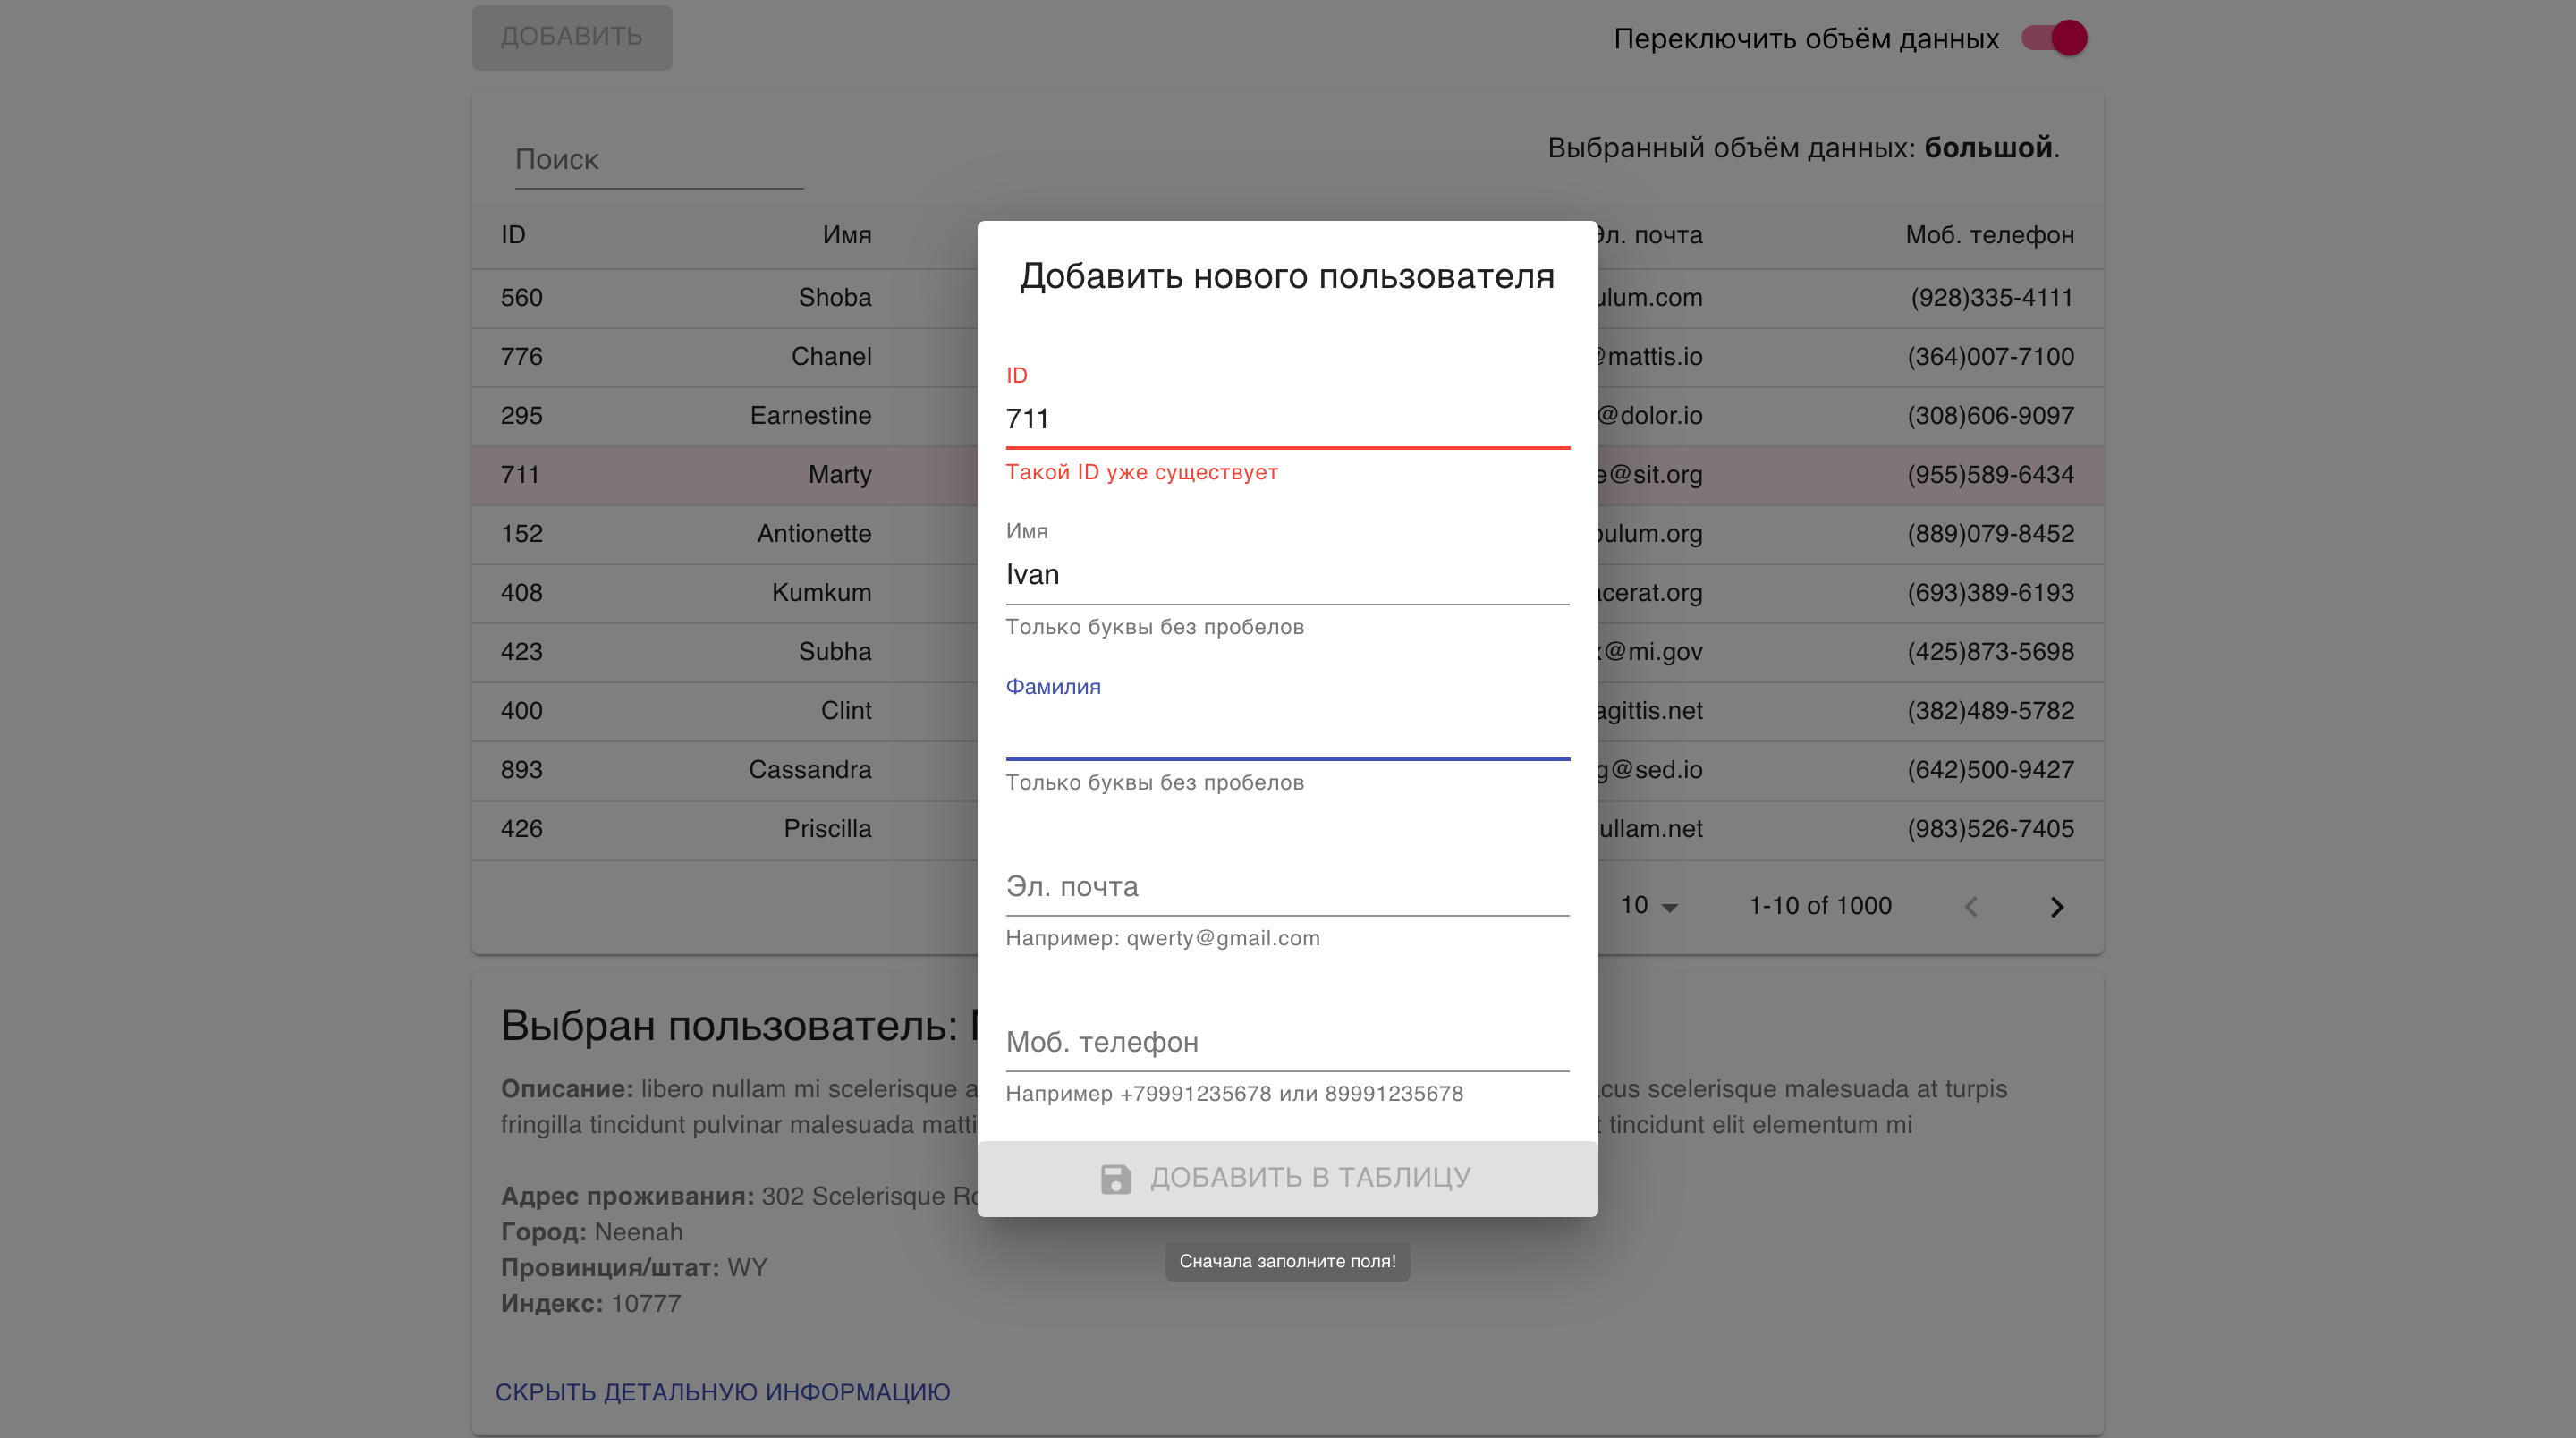 ДОБАВИТЬ
Переключить объём данных
Поиск
Выбранный объём данных: большой.
ID Имя Эл. почта Моб. телефон
560 Shoba ulum.com (928)335-4111
776 Chanel @mattis.io (364)007-7100
295 Earnestine @dolor.io (308)606-9097
711 Marty e@sit.org (955)589-6434
152 Antionette bulum.org (889)079-8452
408 Kumkum acerat.org (693)389-6193
423 Subha @mi.gov (425)873-5698
400 Clint agittis.net (382)489-5782
893 Cassandra g@sed.io (642)500-9427
426 Priscilla ullam.net (983)526-7405
10 1-10 of 1000
Добавить нового пользователя
ID
711
Такой ID уже существует
Имя
Ivan
Только буквы без пробелов
Фамилия
Только буквы без пробелов
Эл. почта
Например: qwerty@gmail.com
Моб. телефон
Например +79991235678 или 89991235678
ДОБАВИТЬ В ТАБЛИЦУ
Сначала заполните поля!
Выбран пользователь:
Описание: libero nullam mi scelerisque a cus scelerisque malesuada at turpis
fringilla tincidunt pulvinar malesuada matti tincidunt elit elementum mi
Адрес проживания: 302 Scelerisque
Город: Neenah
Провинция/штат: WY
Индекс: 10777
СКРЫТЬ ДЕТАЛЬНУЮ ИНФОРМАЦИЮ